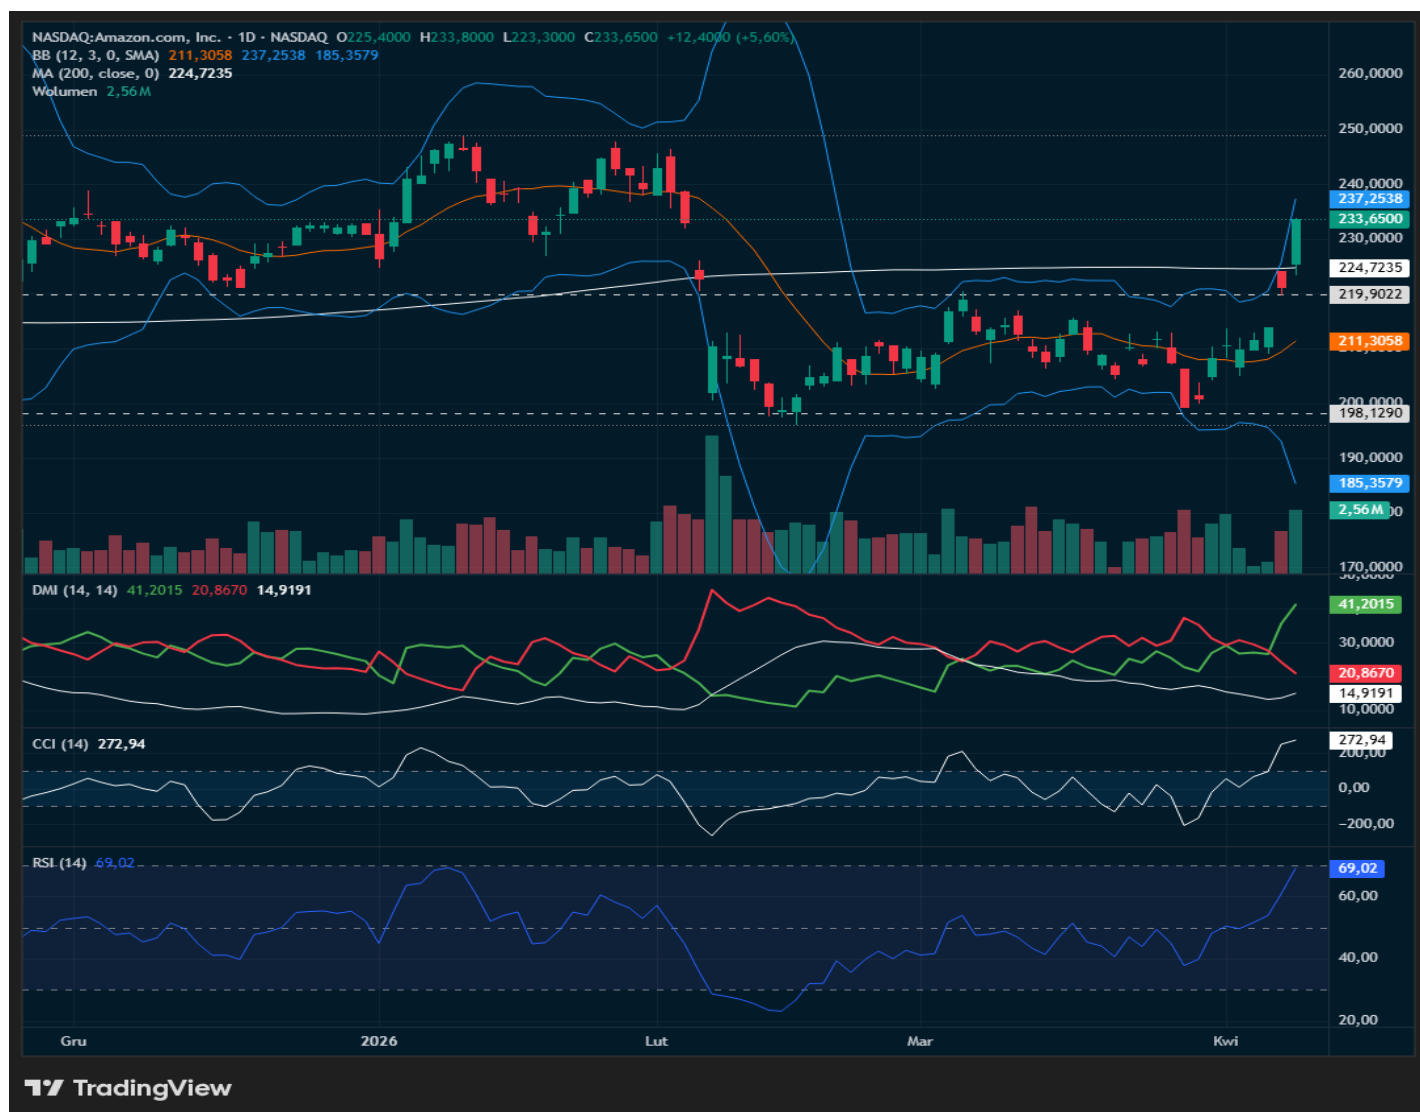 NASDAQ:Amazon.com, Inc. · 1D · NASDAQ O225,4000 H233,8000 L223,3000 C233,6500 +12,4000 (+5,60%)
BB (12, 3, 0, SMA) 211,3058 237,2538 185,3579
MA (200, close, 0) 224,7235
Wolumen 2,56 M
260,0000
250,0000
240,0000
237,2538
233,6500
230,0000
224,7235
219,9022
211,3058
200,0000
198,1290
190,0000
185,3579
2,56 M
170,0000
DMI (14, 14) 41,2015 20,8670 14,9191
41,2015
30,0000
20,8670
14,9191
10,0000
CCI (14) 272,94
272,94
200,00
0,00
−200,00
RSI (14) 69,02
69,02
60,00
40,00
20,00
Gru 2026 Lut Mar Kwi
TradingView